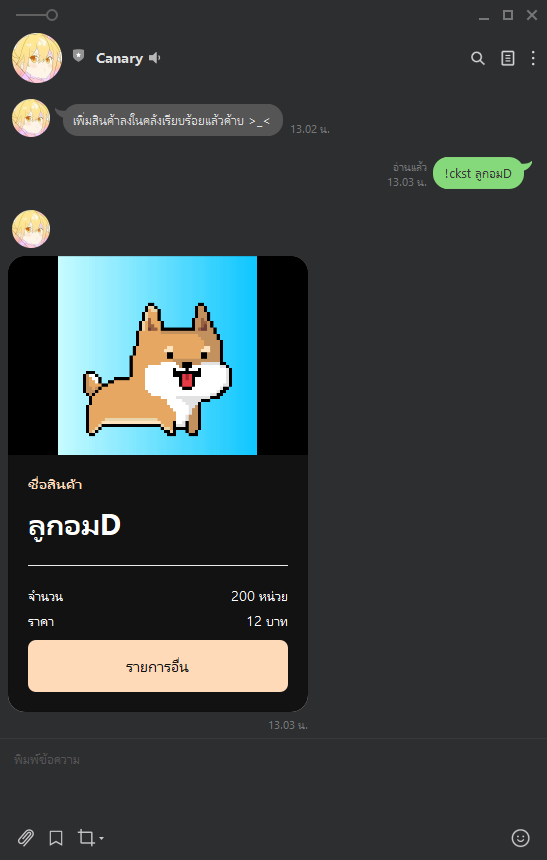 Canary
เพิ่มสินค้าลงในคลังเรียบร้อยแล้วค้าบ >_<
13.02 น.
อ่านแล้ว
13.03 น.
!ckst ลูกอมD
ชื่อสินค้า
ลูกอมD
จำนวน 200 หน่วย
ราคา 12 บาท
รายการอื่น
13.03 น.
พิมพ์ข้อความ